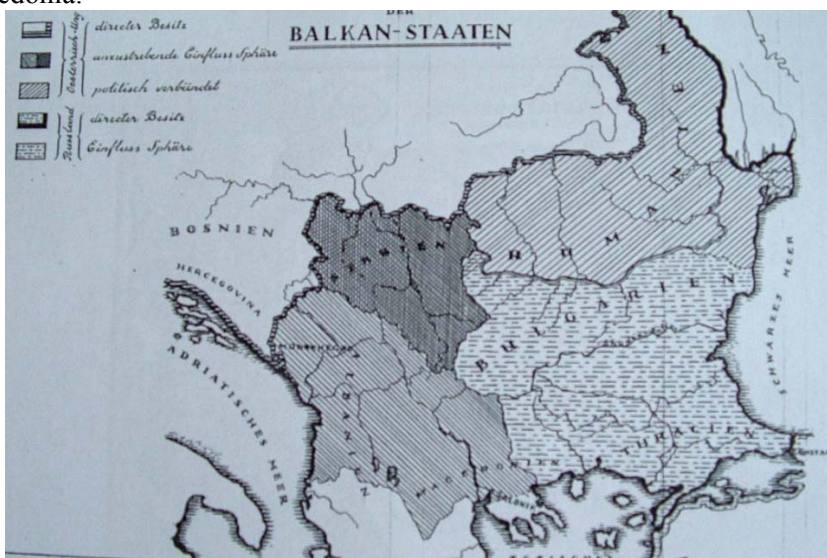 edonia.
DER
BALKAN-STAATEN
Oesterreich-Ung
directer Besitz
anzustrebende Einfluss Sphäre
politisch verbündet
Russland
directer Besitz
Einfluss Sphäre
BOSNIEN
HERCEGOVINA
ADRIATISCHES MEER
SERBIEN
RUMÄNIEN
BULGARIEN
SCHWARZES MEER
ALBANIEN
MACEDONIEN
THRACIEN